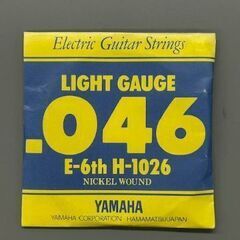 Electric Guitar Strings
LIGHT GAUGE
.046
E-6th H-1026
NICKEL WOUND
YAMAHA
YAMAHA CORPORATION HAMAMATSU/JAPAN